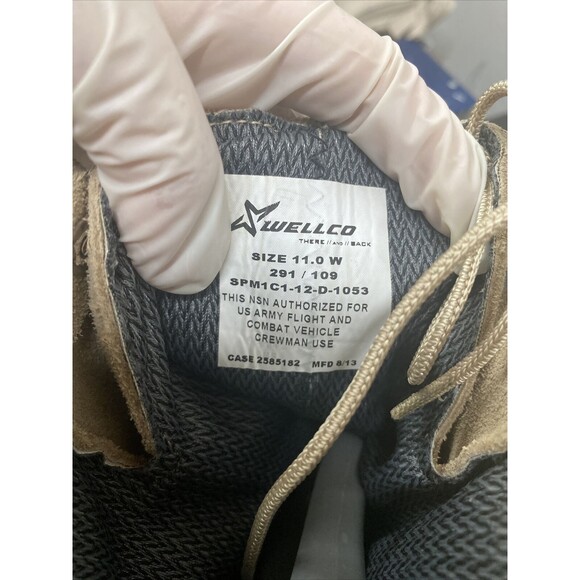 WELLCO
THERE // AND // BACK
SIZE 11.0 W
291 / 109
SPM1C1-12-D-1053
THIS NSN AUTHORIZED FOR
US ARMY FLIGHT AND
COMBAT VEHICLE
CREWMAN USE
CASE 2585182 MFD 8/13